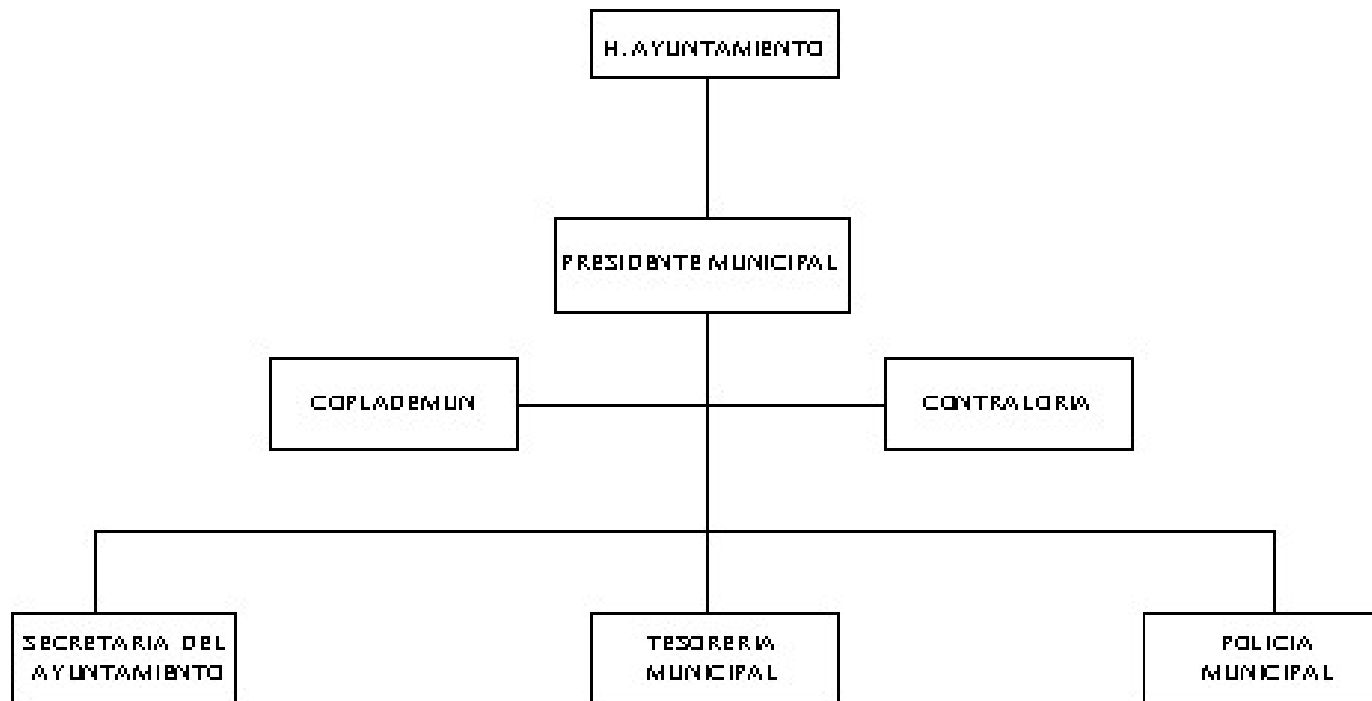 H. AYUNTAMIENTO
PRESIDENTE MUNICIPAL
COPLADEMUN
CONTRALORIA
SECRETARIA DEL
AYUNTAMIENTO
TESORERIA
MUNICIPAL
POLICIA
MUNICIPAL